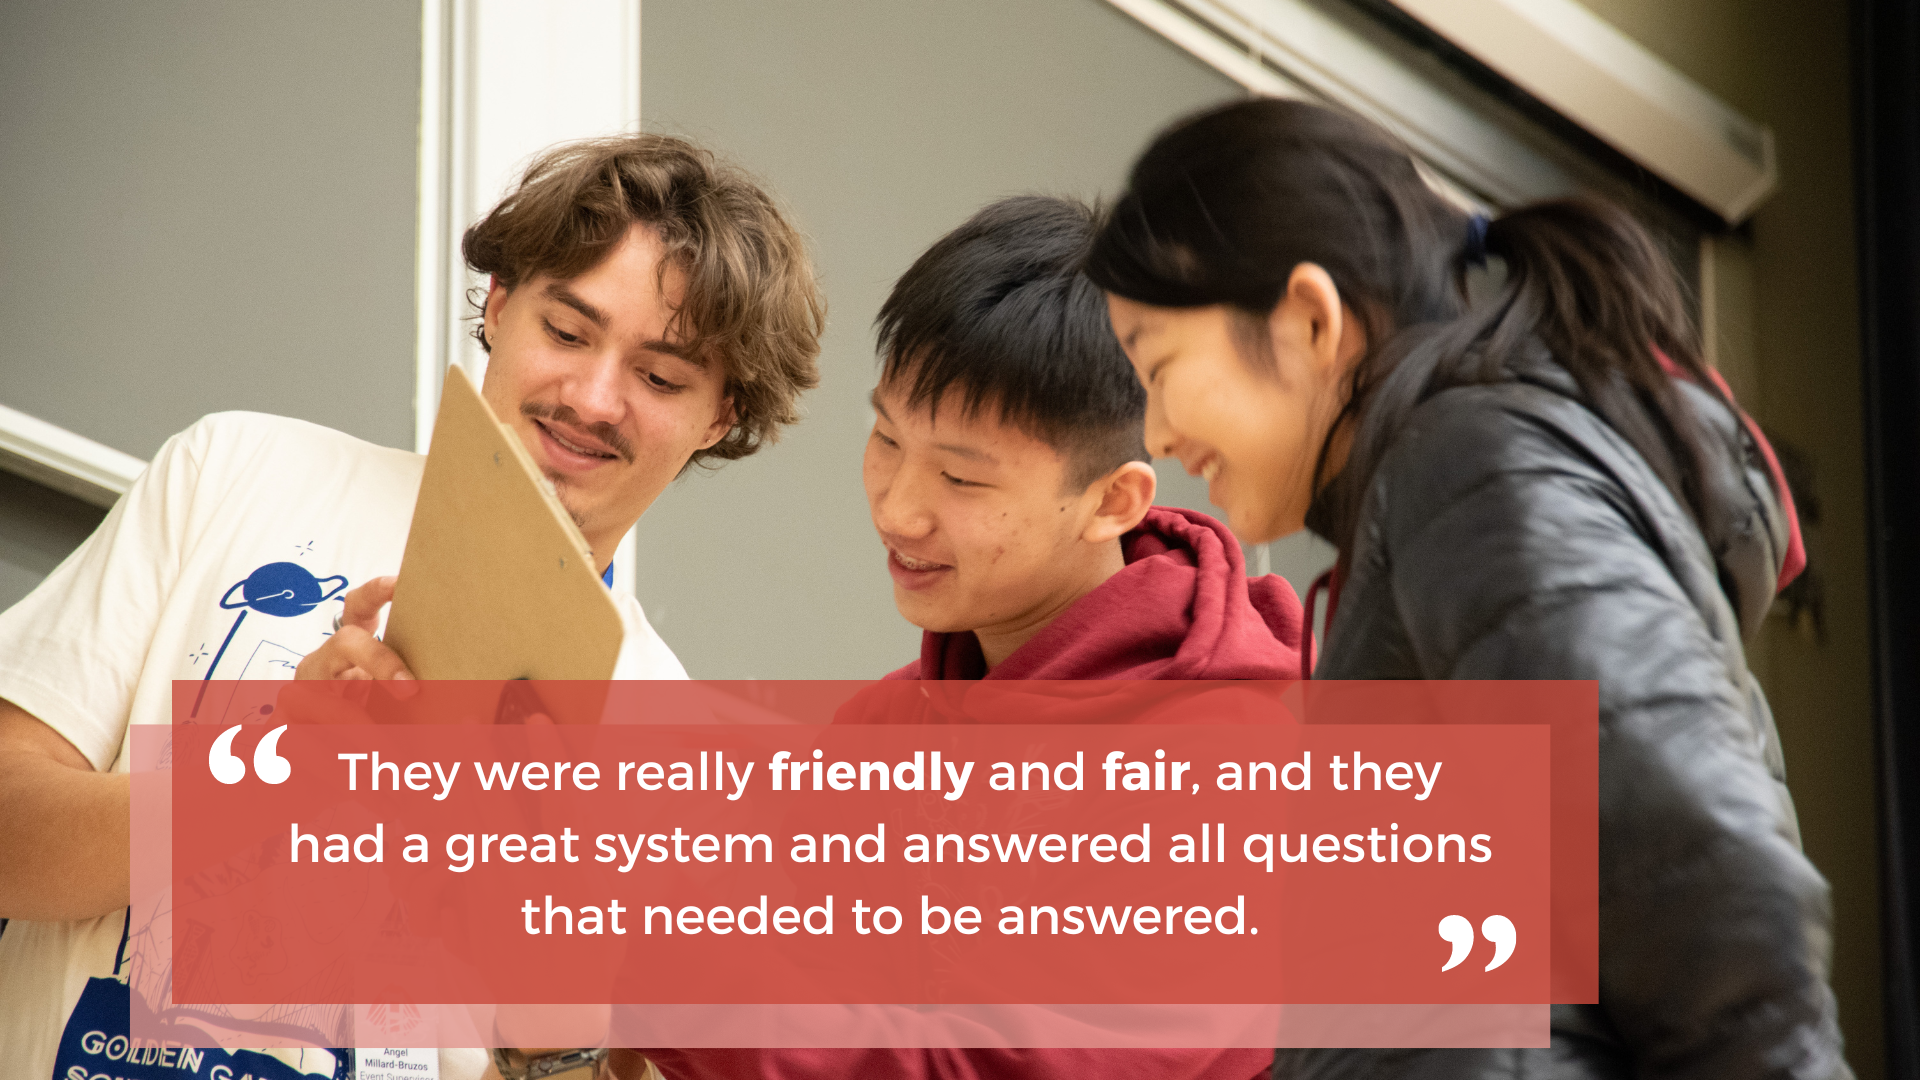 “ They were really friendly and fair, and they
had a great system and answered all questions
that needed to be answered. ”
GOLDEN GA
Angel
Millard-Bruzos
Event Supervisor